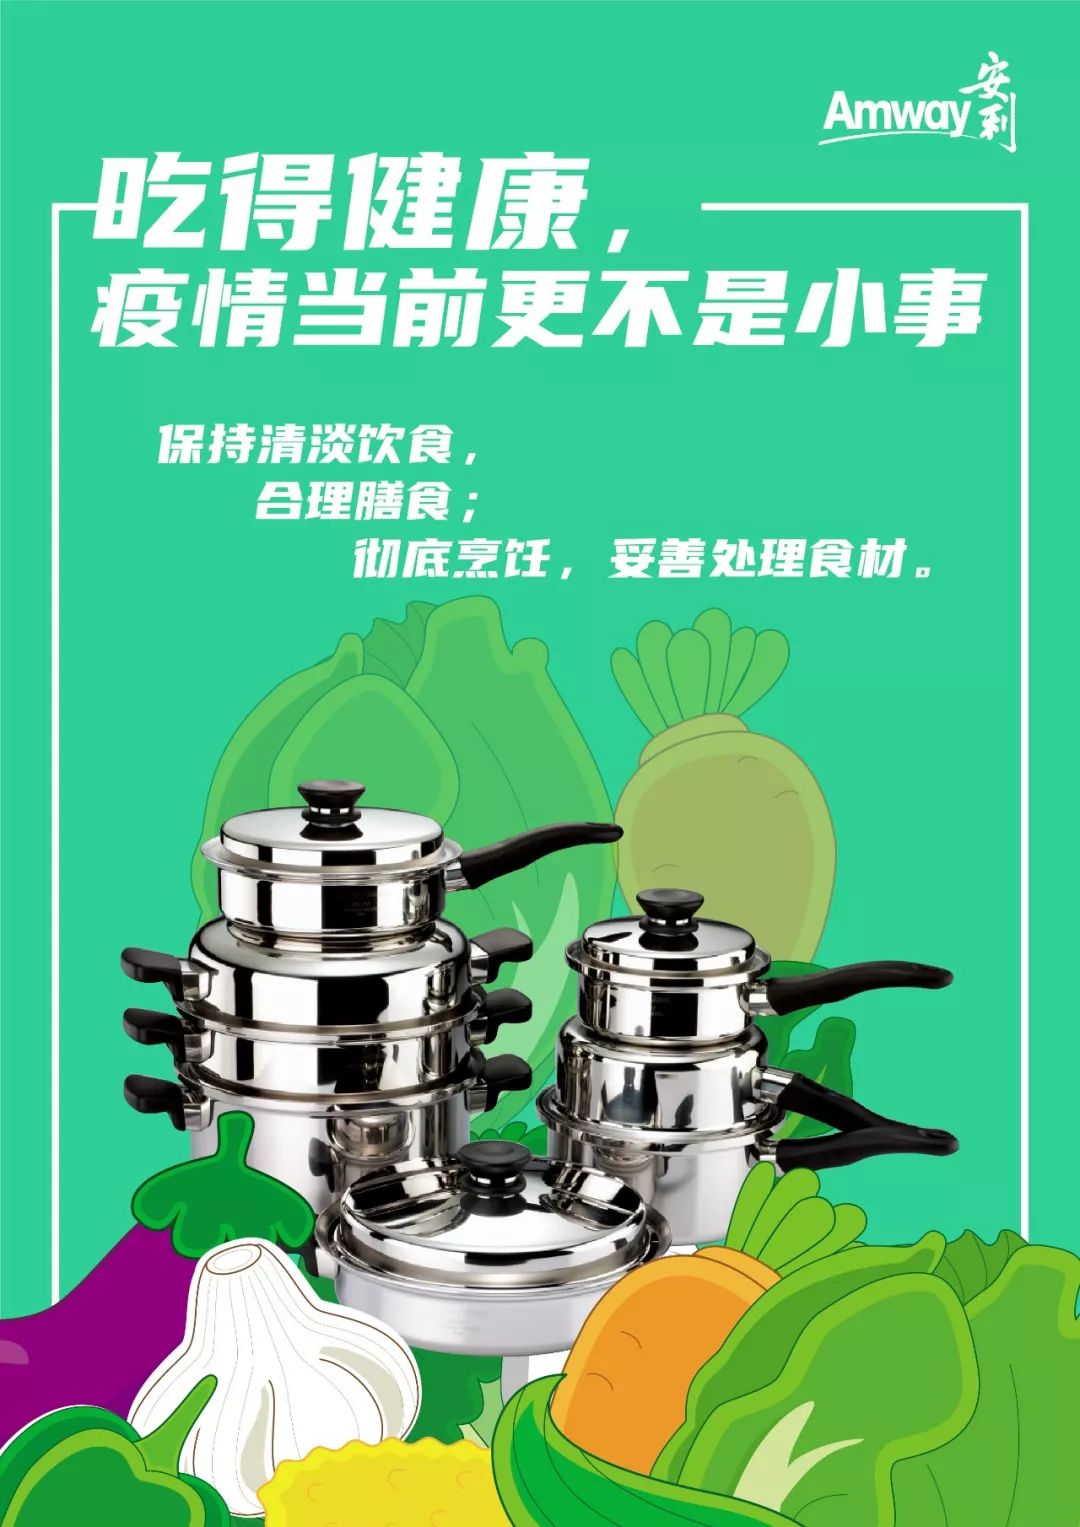 Amway安利
吃得健康，
疫情当前更不是小事
保持清淡饮食，
合理膳食；
彻底烹饪，妥善处理食材。